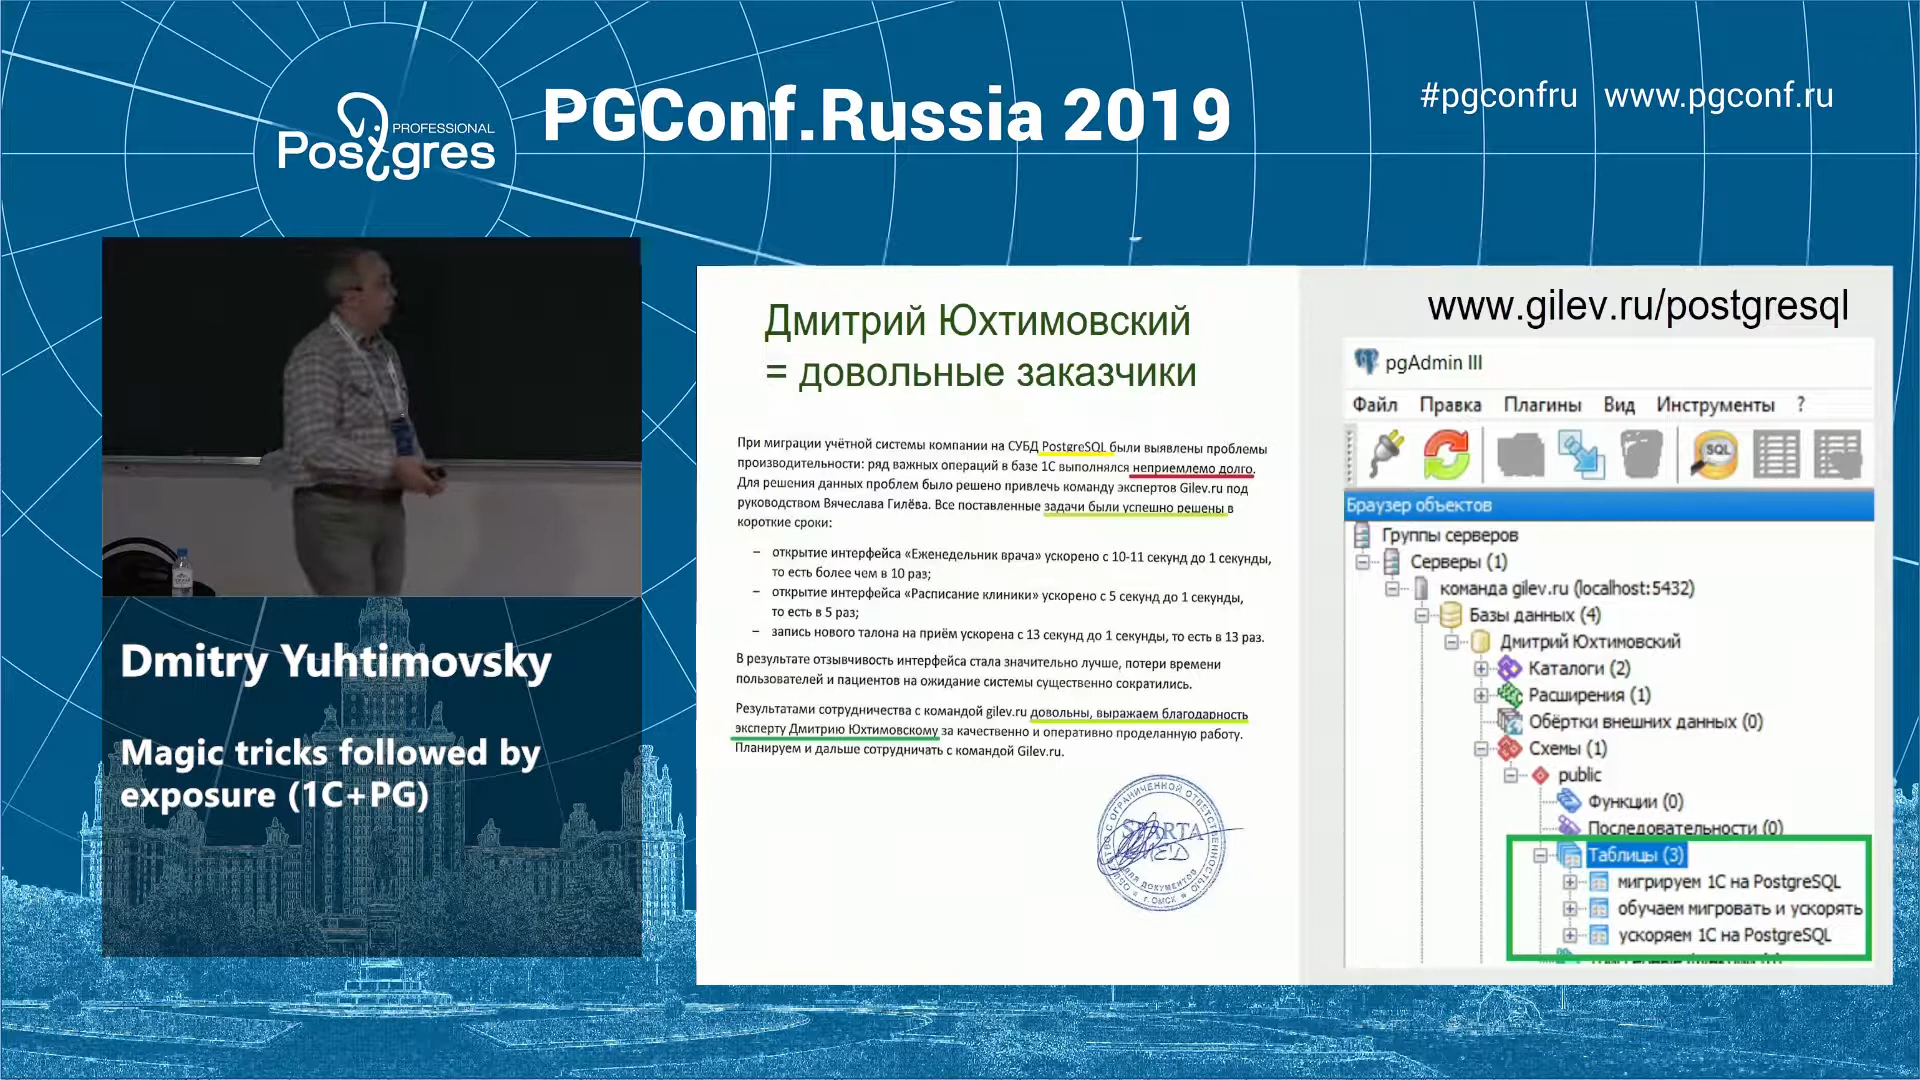 PROFESSIONAL
Postgres
PGConf.Russia 2019
#pgconfru www.pgconf.ru
Dmitry Yuhtimovsky
Magic tricks followed by
exposure (1C+PG)
Дмитрий Юхтимовский
= довольные заказчики
При миграции учётной системы компании на СУБД PostgreSQL были выявлены проблемы
производительности: ряд важных операций в базе 1С выполнялся неприемлемо долго.
Для решения данных проблем было решено привлечь команду экспертов Gilev.ru под
руководством Вячеслава Гилёва. Все поставленные задачи были успешно решены в
короткие сроки:
– открытие интерфейса «Еженедельник врача» ускорено с 10-11 секунд до 1 секунды,
то есть более чем в 10 раз;
– открытие интерфейса «Расписание клиники» ускорено с 5 секунд до 1 секунды,
то есть в 5 раз;
– запись нового талона на приём ускорена с 13 секунд до 1 секунды, то есть в 13 раз.
В результате отзывчивость интерфейса стала значительно лучше, потери времени
пользователей и пациентов на ожидание системы существенно сократились.
Результатами сотрудничества с командой gilev.ru довольны, выражаем благодарность
эксперту Дмитрию Юхтимовскому за качественно и оперативно проделанную работу.
Планируем и дальше сотрудничать с командой Gilev.ru.
С ОГРАНИЧЕННОЙ ОТВЕТСТВЕННОСТЬЮ
SPARTA
MED
ДЛЯ ДОКУМЕНТОВ
г. ОМСК
www.gilev.ru/postgresql
pgAdmin III
Файл Правка Плагины Вид Инструменты ?
SQL
Браузер объектов
Группы серверов
Серверы (1)
команда gilev.ru (localhost:5432)
Базы данных (4)
Дмитрий Юхтимовский
Каталоги (2)
Расширения (1)
Обёртки внешних данных (0)
Схемы (1)
public
Функции (0)
Последовательности (0)
Таблицы (3)
мигрируем 1С на PostgreSQL
обучаем мигровать и ускорять
ускоряем 1С на PostgreSQL